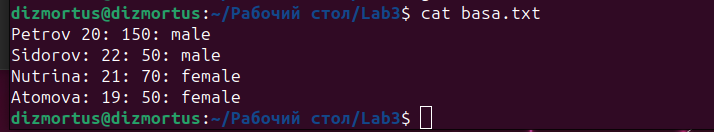 dizmortus@dizmortus:~/Рабочий стол/Lab3$ cat basa.txt
Petrov 20: 150: male
Sidorov: 22: 50: male
Nutrina: 21: 70: female
Atomova: 19: 50: female
dizmortus@dizmortus:~/Рабочий стол/Lab3$